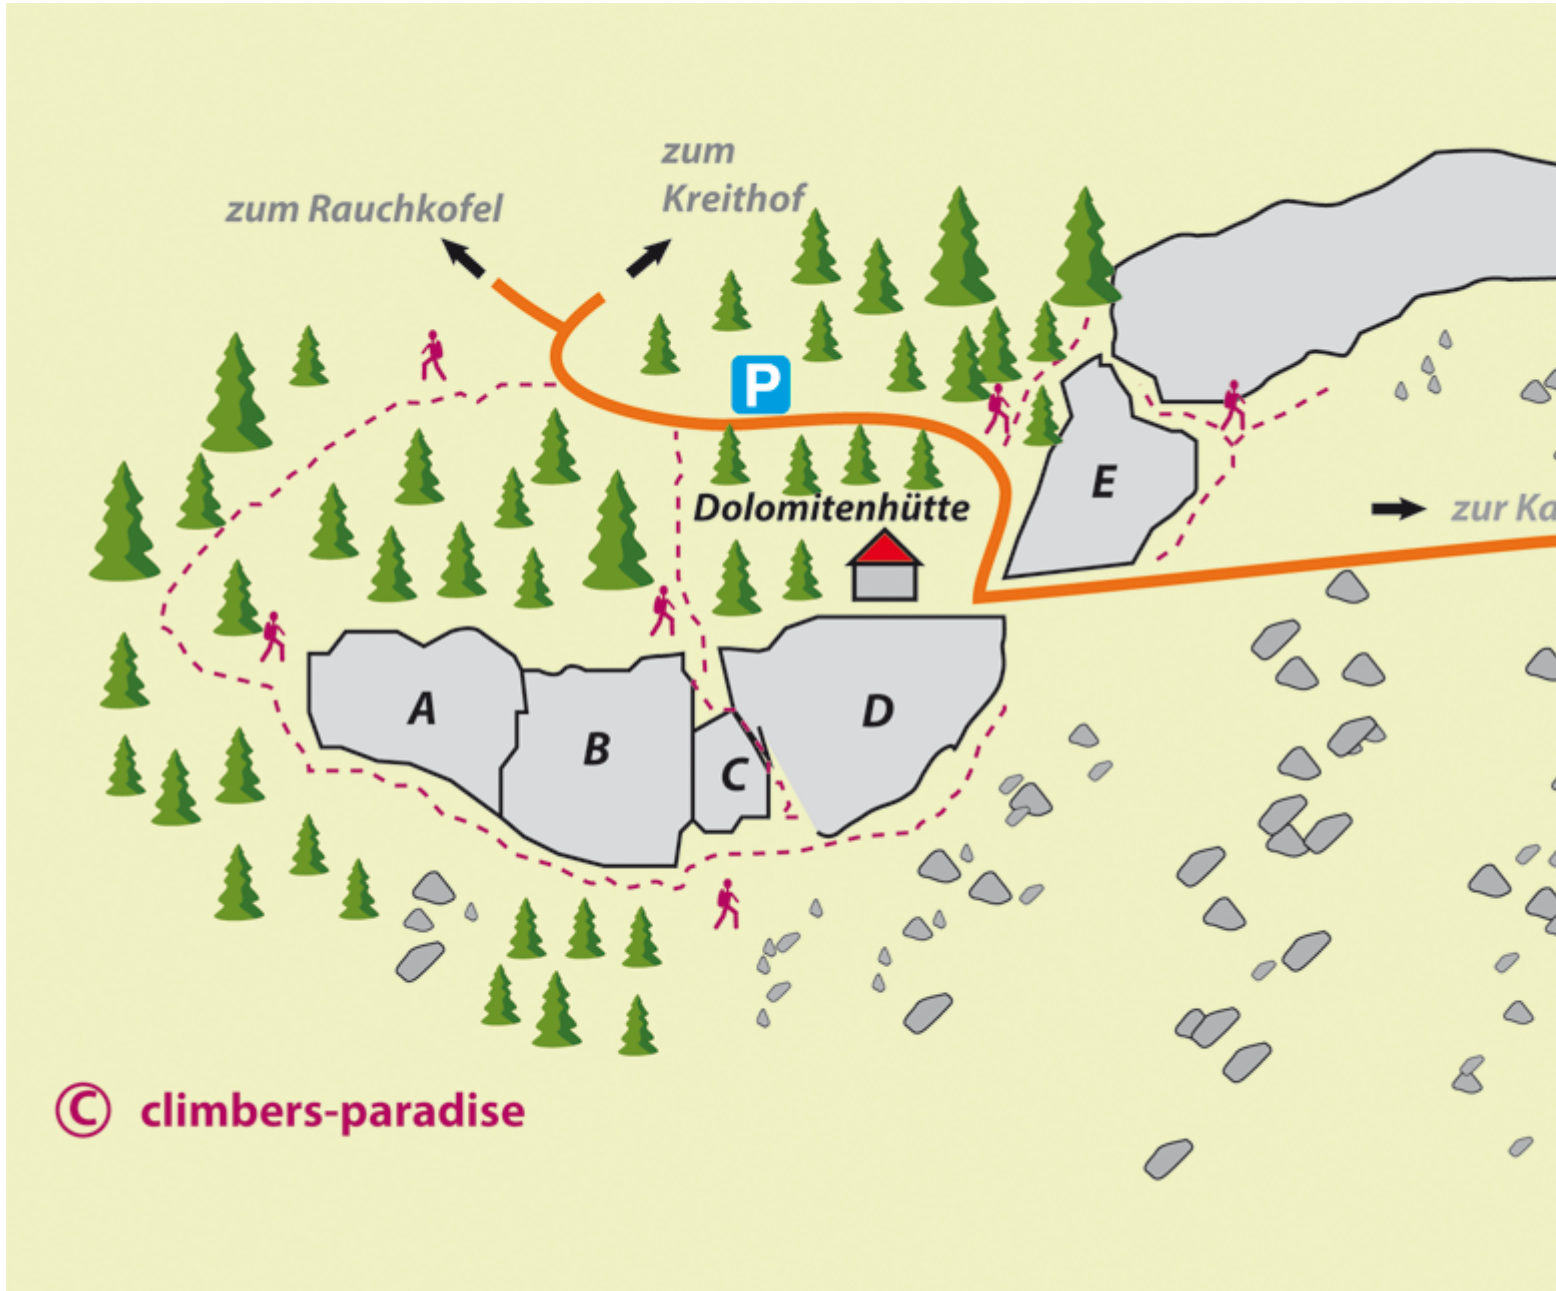 zum
Kreithof
zum Rauchkofel
P
Dolomitenhütte
E
zur Ka
A
B
C
D
© climbers-paradise